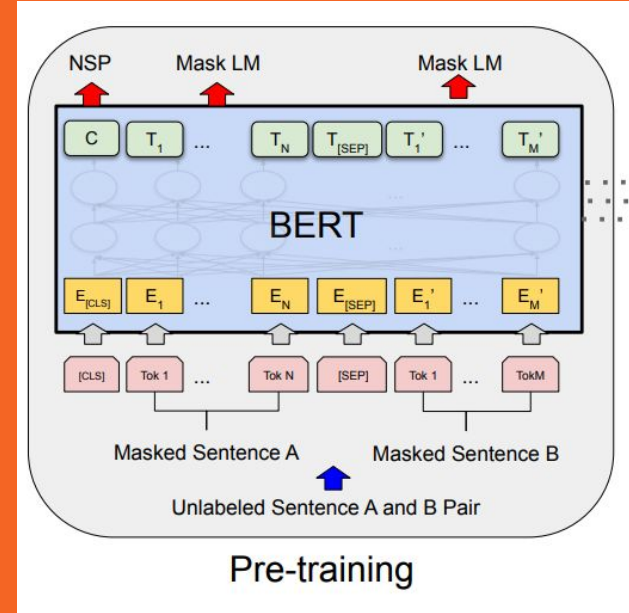 NSP Mask LM Mask LM
C T1 ... TN T[SEP] T1' ... TM'
...
BERT
...
E[CLS] E1 ... EN E[SEP] E1' ... EM'
[CLS] Tok 1 ... Tok N [SEP] Tok 1 ... TokM
Masked Sentence A Masked Sentence B
Unlabeled Sentence A and B Pair
Pre-training